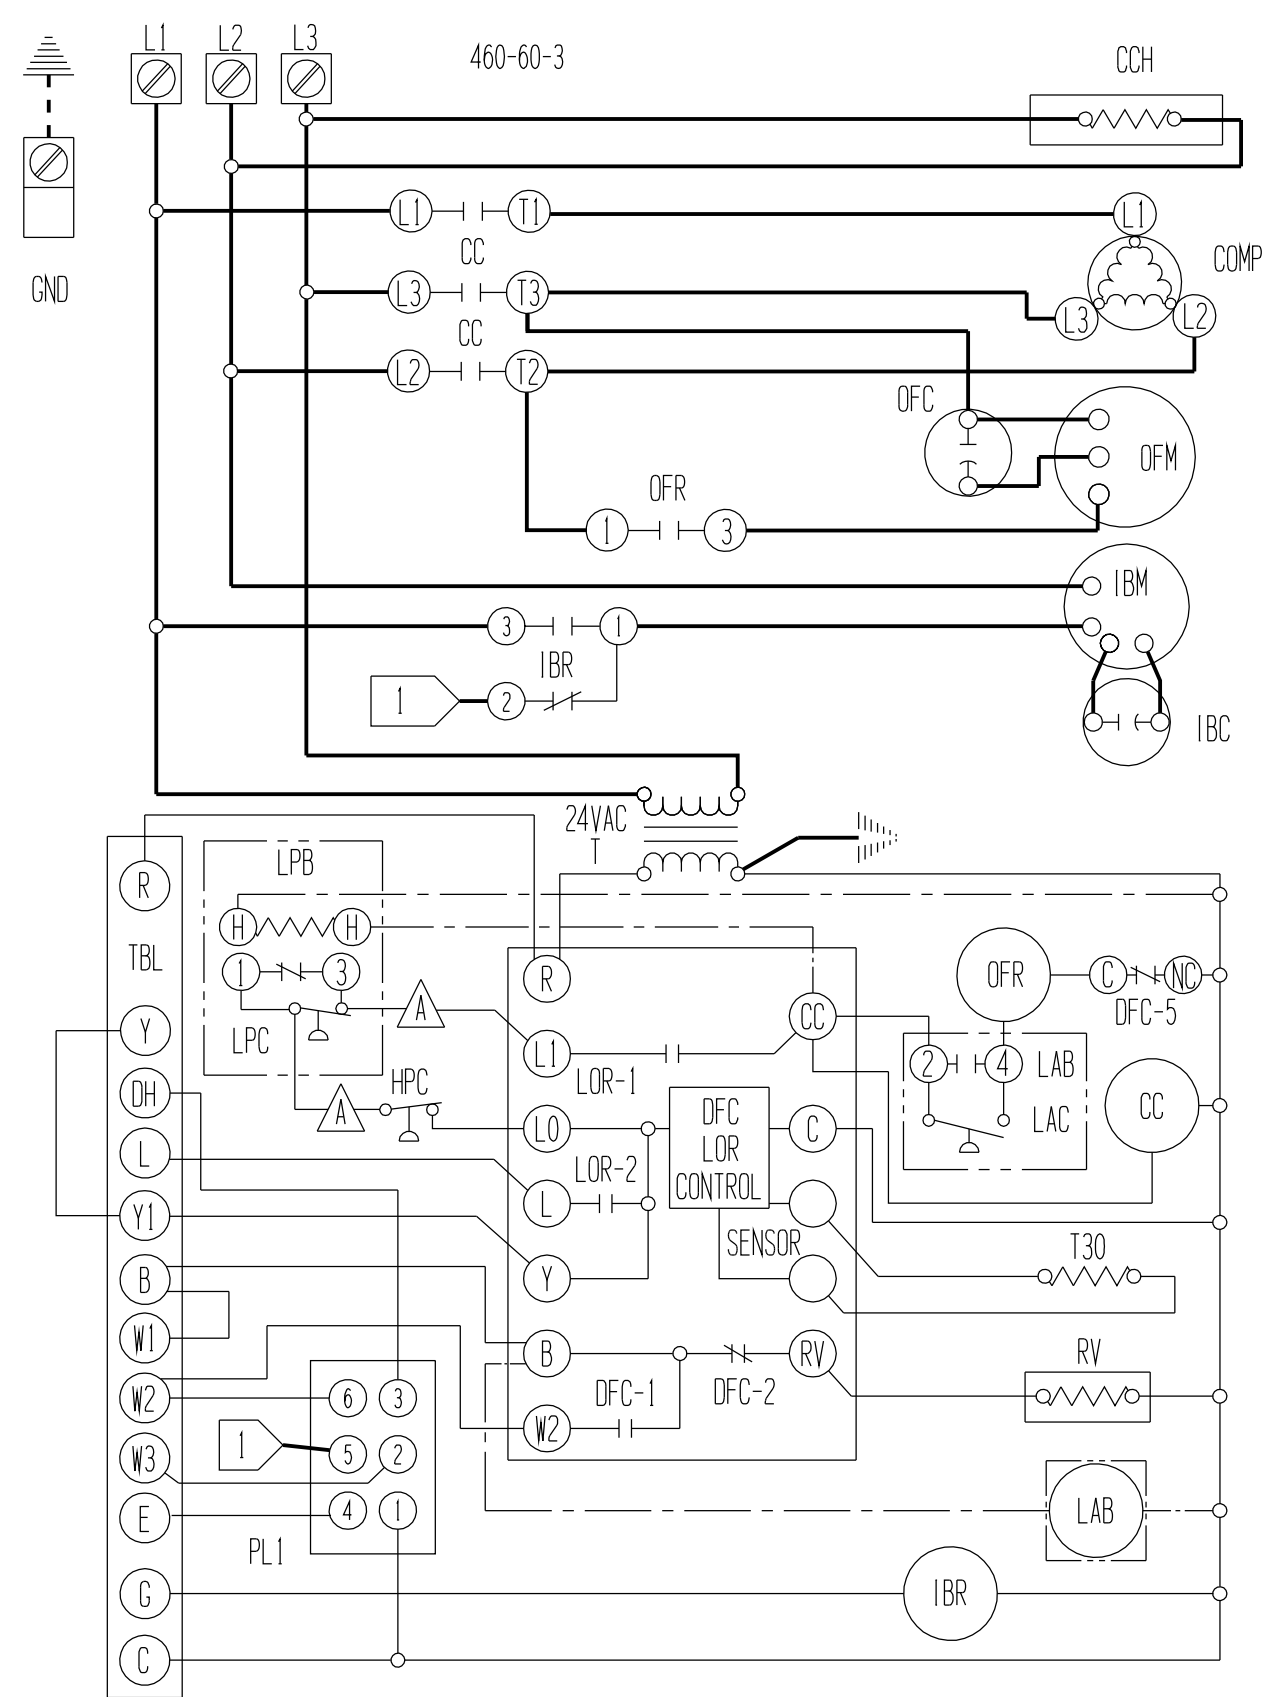 L1 L2 L3
460-60-3
CCH
GND
L1 T1
CC
L1
COMP
L3 T3
CC
L3 L2
L2 T2
OFC
OFM
OFR
1 3
IBM
3 1
IBR
1 2
IBC
24VAC
T
R
LPB
H H
TBL
1 3
LPC
A
R
CC
OFR
C NC
DFC-5
Y
L1
LOR-1
2 4 LAB
LAC
CC
DH
A
HPC
LO
DFC
LOR
CONTROL
C
L
LOR-2
L
Y1
SENSOR
T30
B
Y
W1
B
DFC-1
DFC-2
RV
RV
W2
6 3
W2
1
5 2
W3
4 1
E
PL1
LAB
G
IBR
C